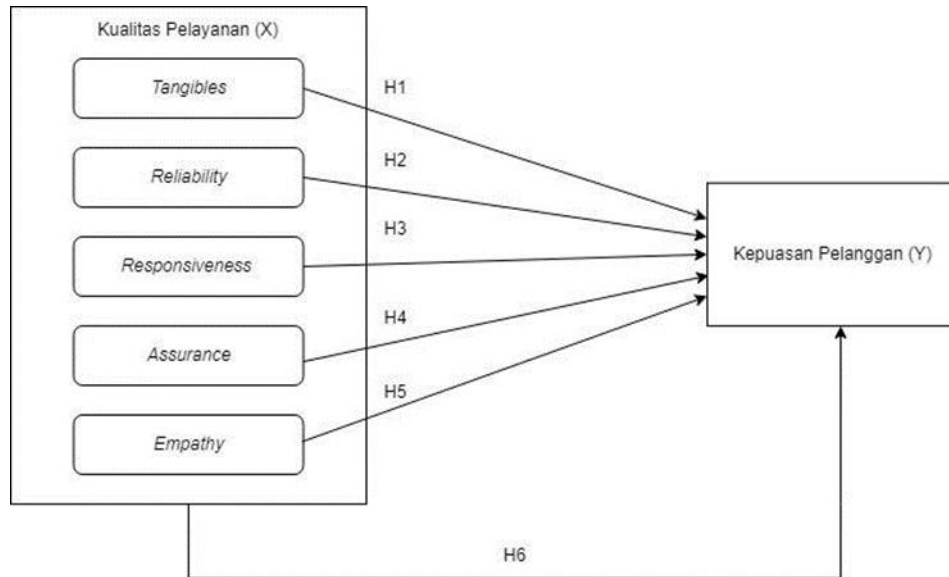 Kualitas Pelayanan (X)
Tangibles
H1
Reliability
H2
H3
Responsiveness
Kepuasan Pelanggan (Y)
H4
Assurance
H5
Empathy
H6